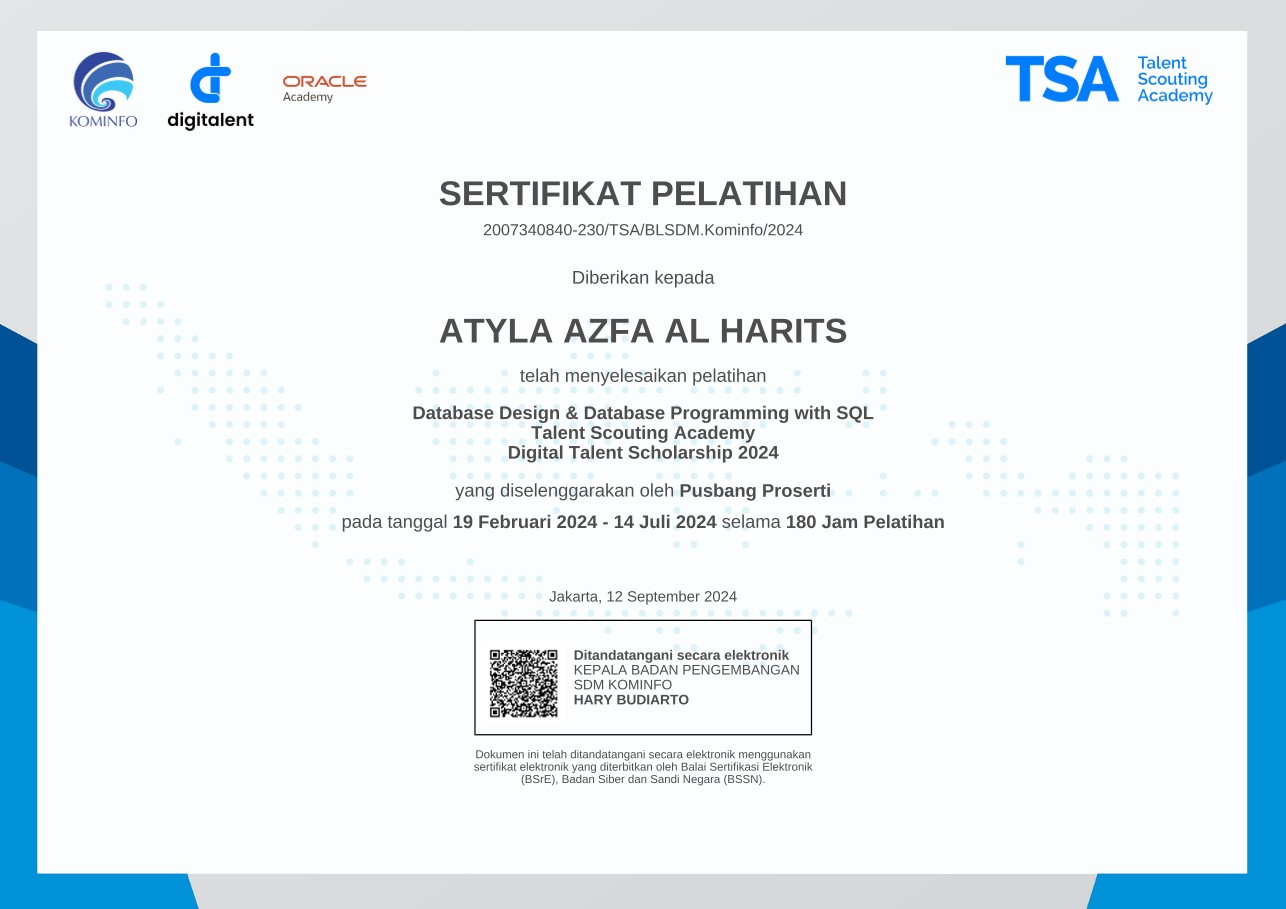 KOMINFO
digitalent
ORACLE
Academy
TSA
Talent
Scouting
Academy
SERTIFIKAT PELATIHAN
2007340840-230/TSA/BLSDM.Kominfo/2024
Diberikan kepada
ATYLA AZFA AL HARITS
telah menyelesaikan pelatihan
Database Design & Database Programming with SQL
Talent Scouting Academy
Digital Talent Scholarship 2024
yang diselenggarakan oleh Pusbang Proserti
pada tanggal 19 Februari 2024 - 14 Juli 2024 selama 180 Jam Pelatihan
Jakarta, 12 September 2024
Ditandatangani secara elektronik
KEPALA BADAN PENGEMBANGAN
SDM KOMINFO
HARY BUDIARTO
Dokumen ini telah ditandatangani secara elektronik menggunakan
sertifikat elektronik yang diterbitkan oleh Balai Sertifikasi Elektronik
(BSrE), Badan Siber dan Sandi Negara (BSSN).